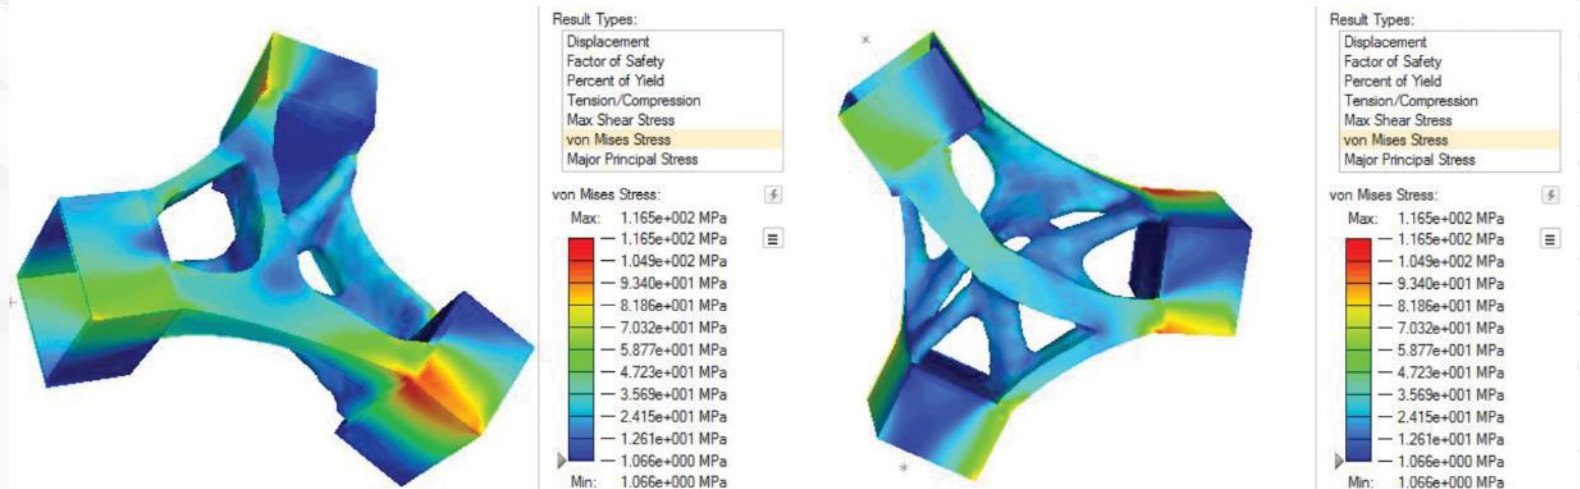 Result Types:
Displacement
Factor of Safety
Percent of Yield
Tension/Compression
Max Shear Stress
von Mises Stress
Major Principal Stress
von Mises Stress:
Max: 1.165e+002 MPa
1.165e+002 MPa
1.049e+002 MPa
9.340e+001 MPa
8.186e+001 MPa
7.032e+001 MPa
5.877e+001 MPa
4.723e+001 MPa
3.569e+001 MPa
2.415e+001 MPa
1.261e+001 MPa
1.066e+000 MPa
Min: 1.066e+000 MPa
Result Types:
Displacement
Factor of Safety
Percent of Yield
Tension/Compression
Max Shear Stress
von Mises Stress
Major Principal Stress
von Mises Stress:
Max: 1.165e+002 MPa
1.165e+002 MPa
1.049e+002 MPa
9.340e+001 MPa
8.186e+001 MPa
7.032e+001 MPa
5.877e+001 MPa
4.723e+001 MPa
3.569e+001 MPa
2.415e+001 MPa
1.261e+001 MPa
1.066e+000 MPa
Min: 1.066e+000 MPa